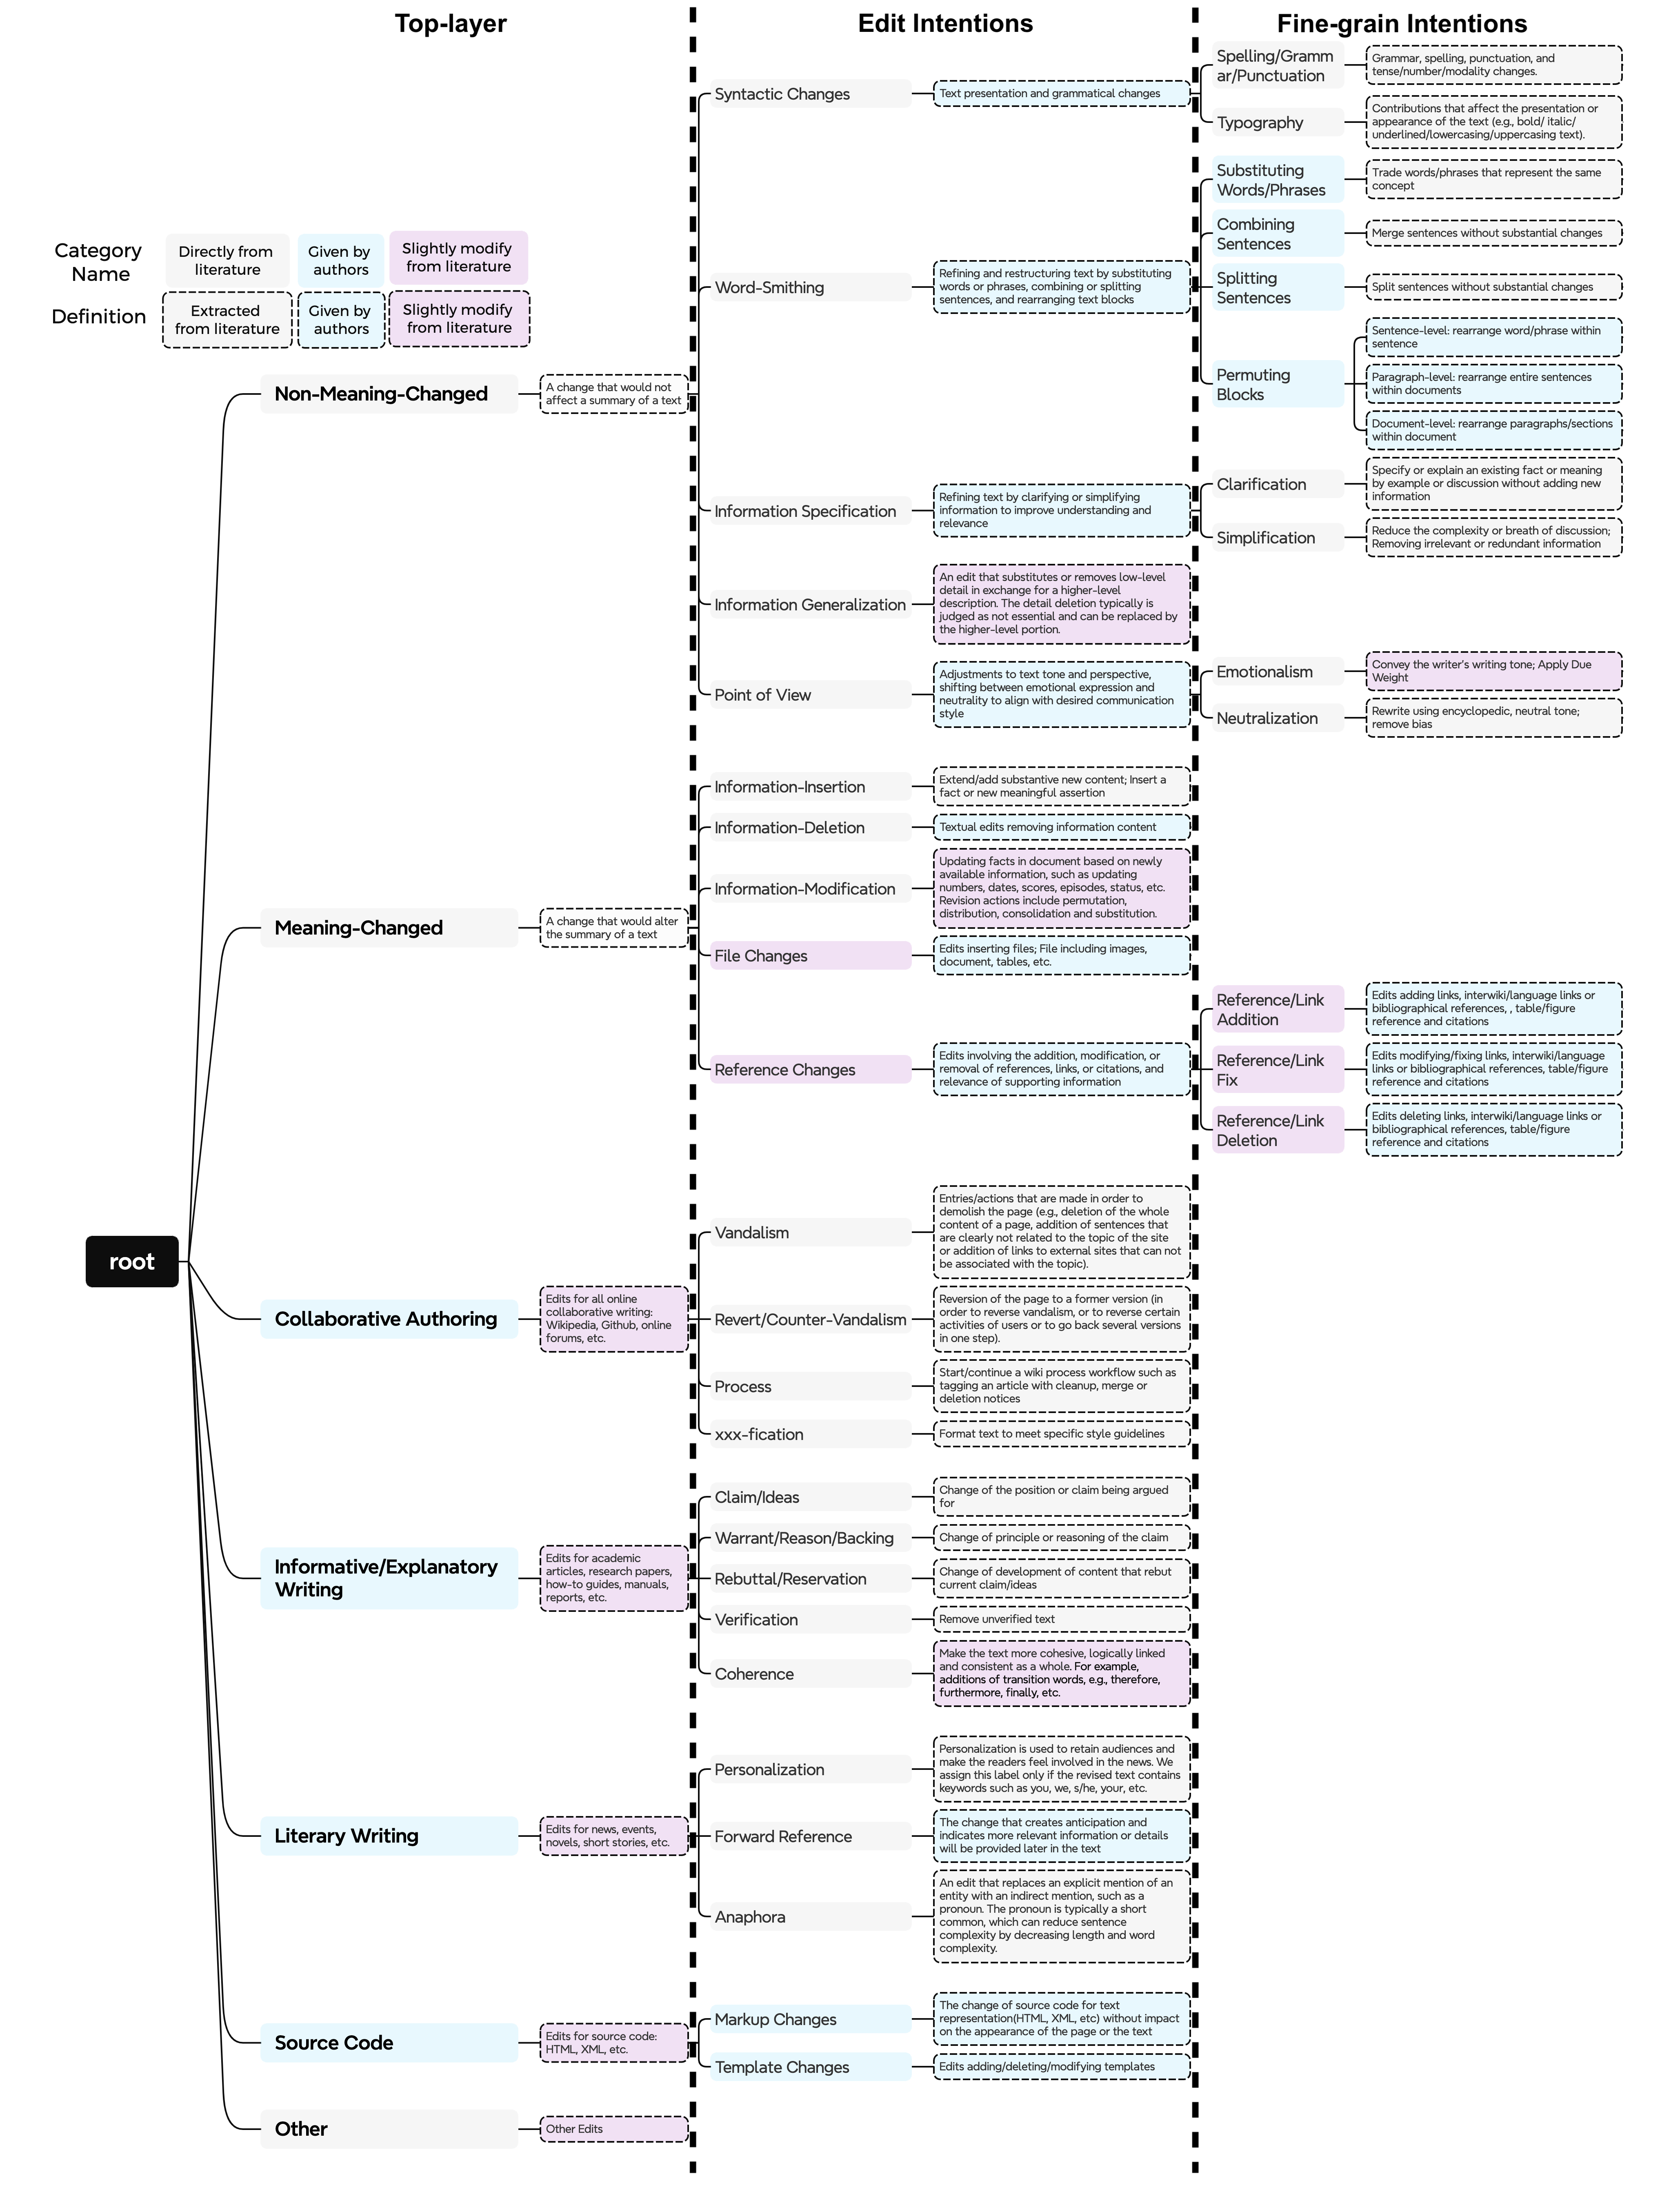 Top-layer
Edit Intentions
Fine-grain Intentions
Category
Name
Directly from
literature
Given by
authors
Slightly modify
from literature
Definition
Extracted
from literature
Given by
authors
Slightly modify
from literature
root
Non-Meaning-Changed
A change that would not
affect a summary of a text
Syntactic Changes
Text presentation and grammatical changes
Spelling/Gramm
ar/Punctuation
Grammar, spelling, punctuation, and
tense/number/modality changes.
Typography
Contributions that affect the presentation or
appearance of the text (e.g., bold/ italic/
underlined/lowercasing/uppercasing text).
Word-Smithing
Refining and restructuring text by substituting
words or phrases, combining or splitting
sentences, and rearranging text blocks
Substituting
Words/Phrases
Trade words/phrases that represent the same
concept
Combining
Sentences
Merge sentences without substantial changes
Splitting
Sentences
Split sentences without substantial changes
Permuting
Blocks
Sentence-level: rearrange word/phrase within
sentence
Paragraph-level: rearrange entire sentences
within documents
Document-level: rearrange paragraphs/sections
within document
Information Specification
Refining text by clarifying or simplifying
information to improve understanding and
relevance
Clarification
Specify or explain an existing fact or meaning
by example or discussion without adding new
information
Simplification
Reduce the complexity or breath of discussion;
Removing irrelevant or redundant information
Information Generalization
An edit that substitutes or removes low-level
detail in exchange for a higher-level
description. The detail deletion typically is
judged as not essential and can be replaced by
the higher-level portion.
Point of View
Adjustments to text tone and perspective,
shifting between emotional expression and
neutrality to align with desired communication
style
Emotionalism
Convey the writer's writing tone; Apply Due
Weight
Neutralization
Rewrite using encyclopedic, neutral tone;
remove bias
Meaning-Changed
A change that would alter
the summary of a text
Information-Insertion
Extend/add substantive new content; Insert a
fact or new meaningful assertion
Information-Deletion
Textual edits removing information content
Information-Modification
Updating facts in document based on newly
available information, such as updating
numbers, dates, scores, episodes, status, etc.
Revision actions include permutation,
distribution, consolidation and substitution.
File Changes
Edits inserting files; File including images,
document, tables, etc.
Reference Changes
Edits involving the addition, modification, or
removal of references, links, or citations, and
relevance of supporting information
Reference/Link
Addition
Edits adding links, interwiki/language links or
bibliographical references, , table/figure
reference and citations
Reference/Link
Fix
Edits modifying/fixing links, interwiki/language
links or bibliographical references, table/figure
reference and citations
Reference/Link
Deletion
Edits deleting links, interwiki/language links or
bibliographical references, table/figure
reference and citations
Collaborative Authoring
Edits for all online
collaborative writing:
Wikipedia, Github, online
forums, etc.
Vandalism
Entries/actions that are made in order to
demolish the page (e.g., deletion of the whole
content of a page, addition of sentences that
are clearly not related to the topic of the site
or addition of links to external sites that can not
be associated with the topic).
Revert/Counter-Vandalism
Reversion of the page to a former version (in
order to reverse vandalism, or to reverse certain
activities of users or to go back several versions
in one step).
Process
Start/continue a wiki process workflow such as
tagging an article with cleanup, merge or
deletion notices
xxx-fication
Format text to meet specific style guidelines
Informative/Explanatory
Writing
Edits for academic
articles, research papers,
how-to guides, manuals,
reports, etc.
Claim/Ideas
Change of the position or claim being argued
for
Warrant/Reason/Backing
Change of principle or reasoning of the claim
Rebuttal/Reservation
Change of development of content that rebut
current claim/ideas
Verification
Remove unverified text
Coherence
Make the text more cohesive, logically linked
and consistent as a whole. For example,
additions of transition words, e.g., therefore,
furthermore, finally, etc.
Literary Writing
Edits for news, events,
novels, short stories, etc.
Personalization
Personalization is used to retain audiences and
make the readers feel involved in the news. We
assign this label only if the revised text contains
keywords such as you, we, s/he, your, etc.
Forward Reference
The change that creates anticipation and
indicates more relevant information or details
will be provided later in the text
Anaphora
An edit that replaces an explicit mention of an
entity with an indirect mention, such as a
pronoun. The pronoun is typically a short
common, which can reduce sentence
complexity by decreasing length and word
complexity.
Source Code
Edits for source code:
HTML, XML, etc.
Markup Changes
The change of source code for text
representation(HTML, XML, etc) without impact
on the appearance of the page or the text
Template Changes
Edits adding/deleting/modifying templates
Other
Other Edits